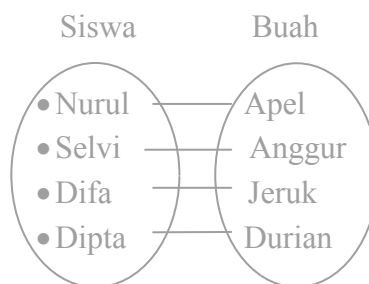 Siswa Buah
• Nurul Apel
• Selvi Anggur
• Difa Jeruk
• Dipta Durian